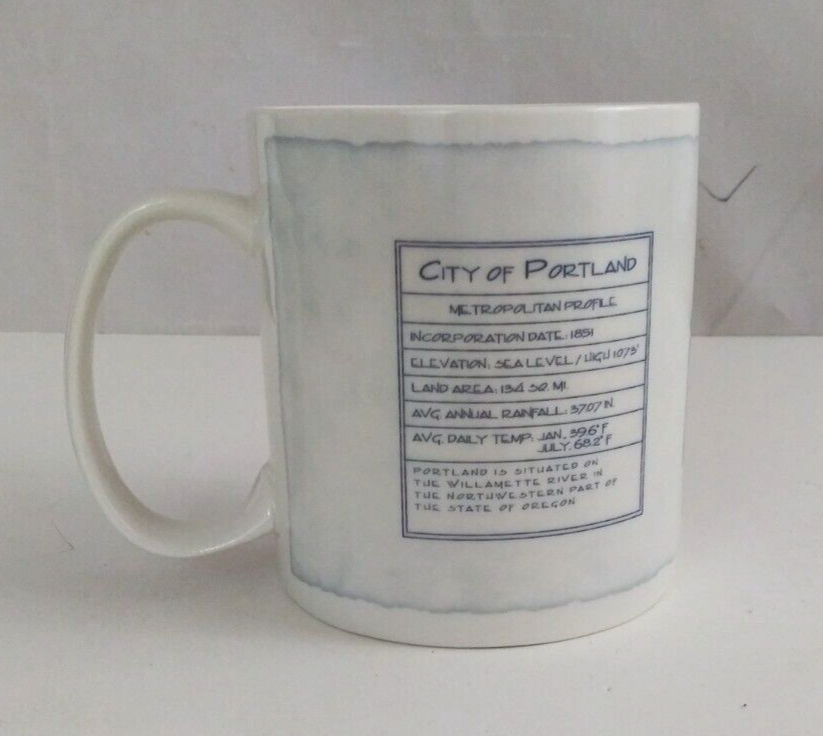 CITY OF PORTLAND
METROPOLITAN PROFILE
INCORPORATION DATE: 1851
ELEVATION: SEA LEVEL / HIGH 1073'
LAND AREA: 134 SQ. MI.
AVG. ANNUAL RAINFALL: 37.07 IN
AVG. DAILY TEMP: JAN. 39.6°F
JULY. 68.2°F
PORTLAND IS SITUATED ON
THE WILLAMETTE RIVER IN
THE NORTHWESTERN PART OF
THE STATE OF OREGON